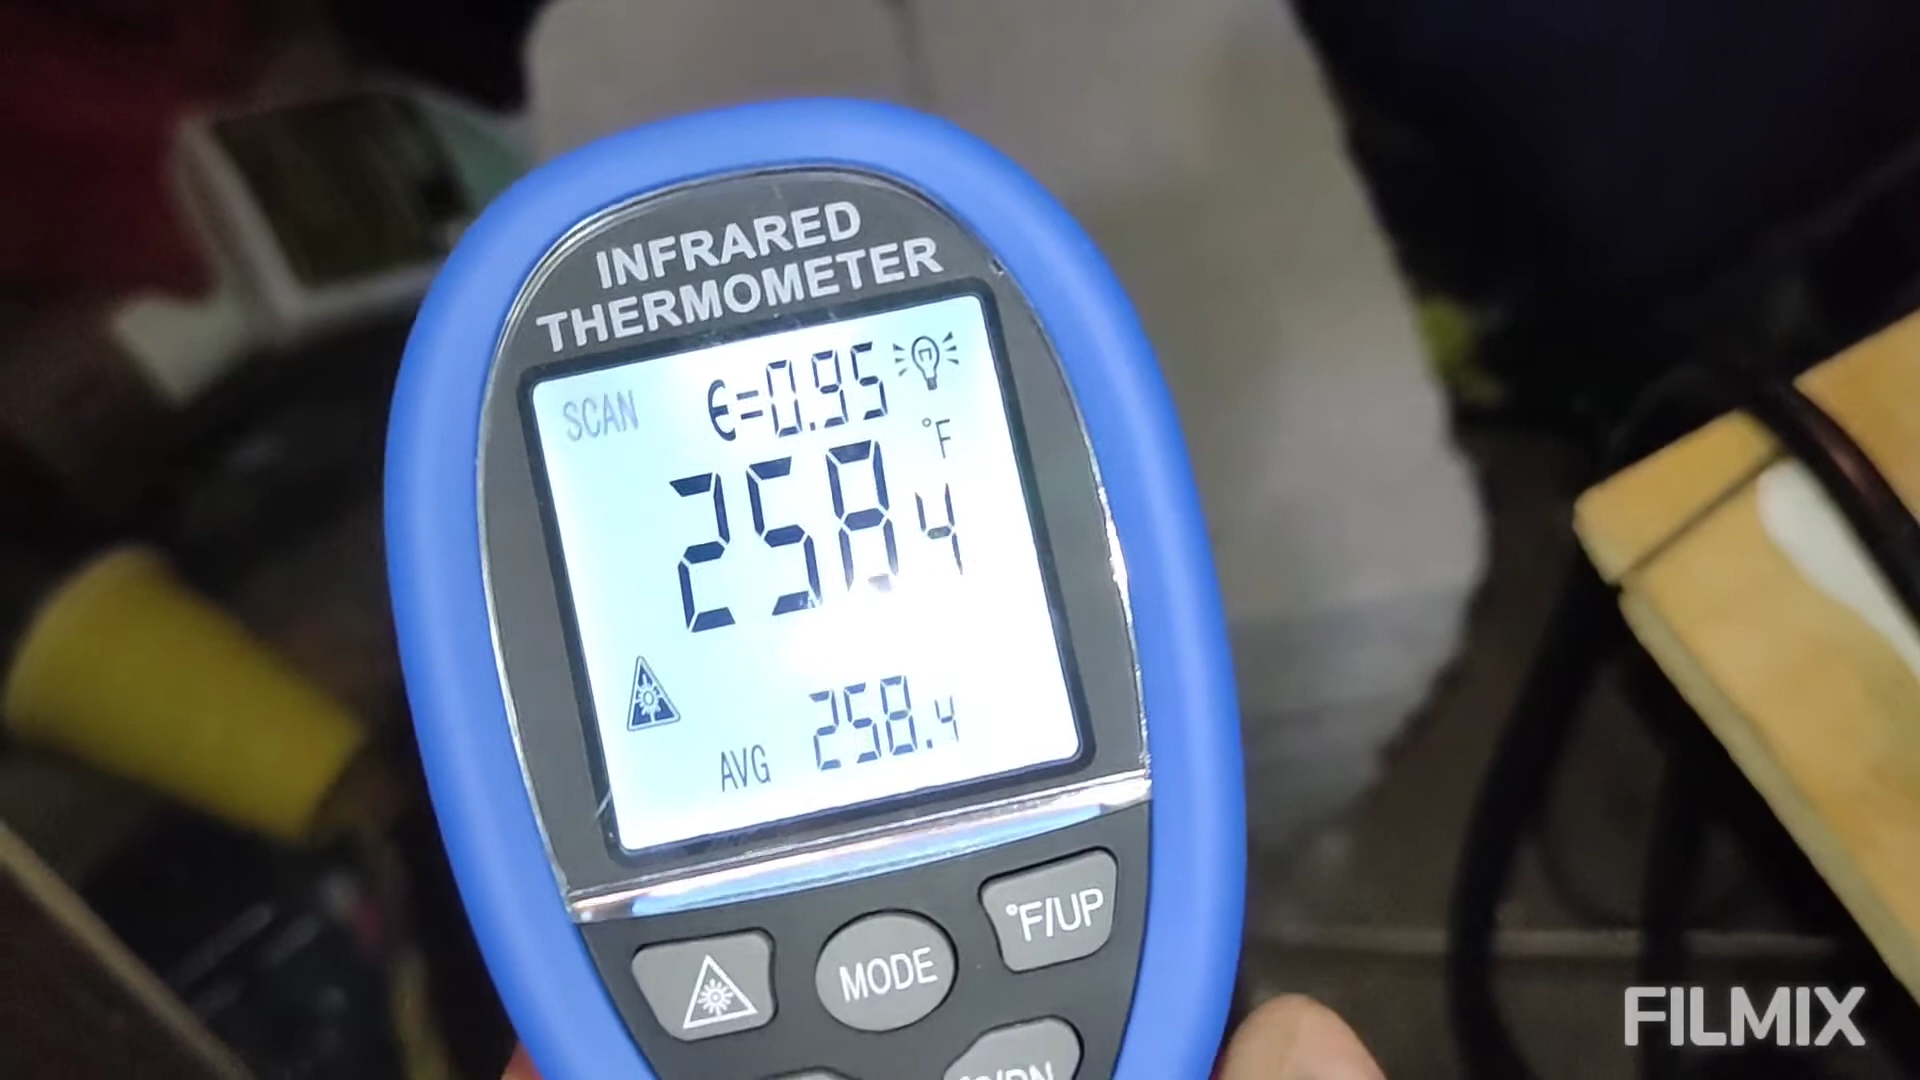 INFRARED
THERMOMETER
SCAN ε=0.95
°F
258.4
AVG 258.4
°F/UP
MODE
FILMIX